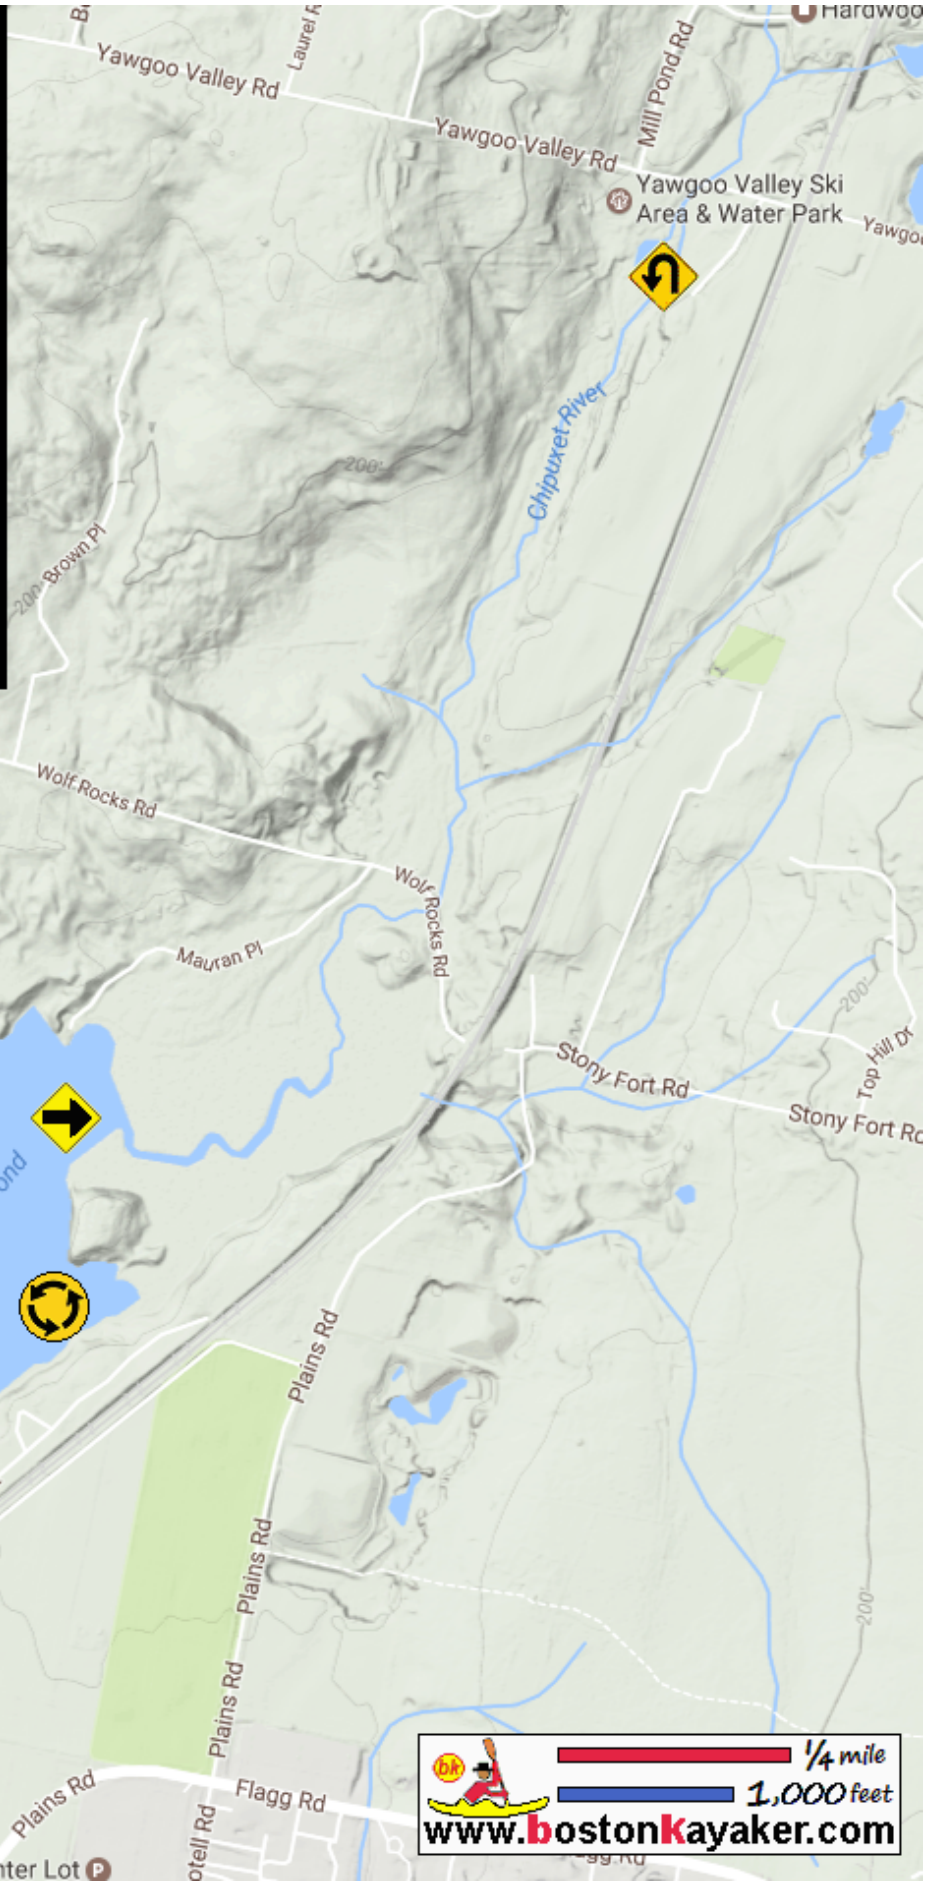 Hardwoo
Laurel R
Yawgoo Valley Rd
Mill Pond Rd
Yawgoo Valley Rd
Yawgoo Valley Ski
Area & Water Park
Yawgo
Chipuxet River
200'
Brown Pl
200'
Wolf Rocks Rd
Wolf Rocks Rd
Mauran Pl
200'
Top Hill Dr
Stony Fort Rd
Stony Fort Rd
ond
Plains Rd
Plains Rd
200'
Plains Rd
Plains Rd
Flagg Rd
otell Rd
nter Lot P
bk
1/4 mile
1,000 feet
www.bostonkayaker.com